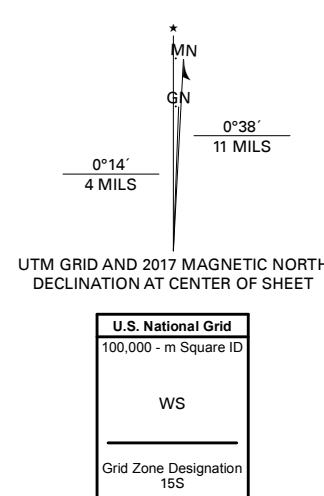 ★
MN
GN
0°38´
11 MILS
0°14´
4 MILS
UTM GRID AND 2017 MAGNETIC NORTH
DECLINATION AT CENTER OF SHEET
U.S. National Grid
100,000 - m Square ID
WS
Grid Zone Designation
15S